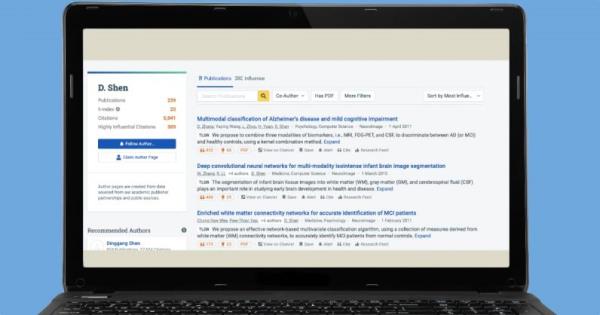 D. Shen
Publications 229
h-index
Citations 5,041
Highly Influential Citations
Follow Author...
Claim Author Page
Author pages are created from data
sourced from our academic publisher
partnerships and public sources.
Recommended Authors
Dinggang Shen
Publications Influence
Search Publications
Co-Author
Has PDF
More Filters
Sort by Most Influe...
Multimodal classification of Alzheimer's disease and mild cognitive impairment
D. Zhang, Yaping Wang, L. Zhou, H. Yuan, D. Shen · Psychology, Computer Science · NeuroImage · 1 April 2011
TLDR We propose to combine three modalities of biomarkers, i.e., MRI, FDG-PET, and CSF, to discriminate between AD (or MCI)
and healthy controls, using a kernel combination method. Expand
PDF View on Elsevier Save Alert Cite Research Feed
Deep convolutional neural networks for multi-modality isointense infant brain image segmentation
W. Zhang, R. Li, +4 authors D. Shen · Medicine, Computer Science · NeuroImage · 1 March 2015
TLDR The segmentation of infant brain tissue images into white matter (WM), gray matter (GM), and cerebrospinal fluid (CSF)
plays an important role in studying early brain development in health and disease. Expand
PDF View on Elsevier Save Alert Cite Research Feed
Enriched white matter connectivity networks for accurate identification of MCI patients
+6 authors D. Shen · Medicine, Psychology · NeuroImage · 1 February 2011
TLDR We propose an effective network-based multivariate classification algorithm, using a collection of measures derived from
white matter (WM) connectivity networks, to accurately identify MCI patients from normal controls. Expand
PDF View on Elsevier Save Alert Cite Research Feed